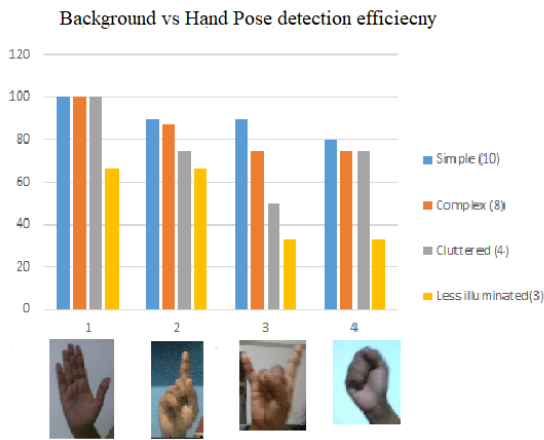 Background vs Hand Pose detection efficiecny
120
100
80
60
40
20
0
1
2
3
4
Simple (10)
Complex (8)
Cluttered (4)
Less illuminated(3)